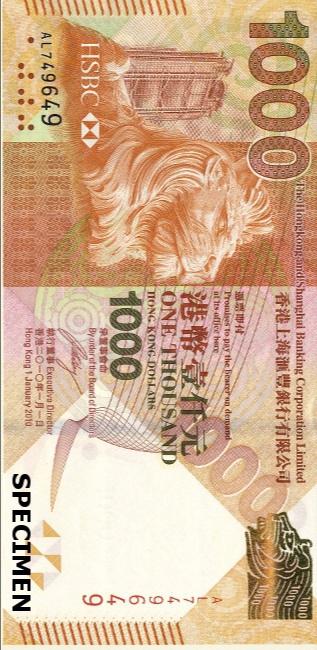 AL749649
HSBC
1000
The Hongkong and Shanghai Banking Corporation Limited
香港上海滙豐銀行有限公司
憑票即付
Promises to pay the bearer on demand
at its office here
港幣壹仟元
ONE THOUSAND
HONG KONG DOLLARS
1000
承董事會命
By order of the Board of Directors
執行董事 Executive Director
香港二〇一〇年一月一日
Hong Kong 1 January 2010
1000
AL749649
SPECIMEN